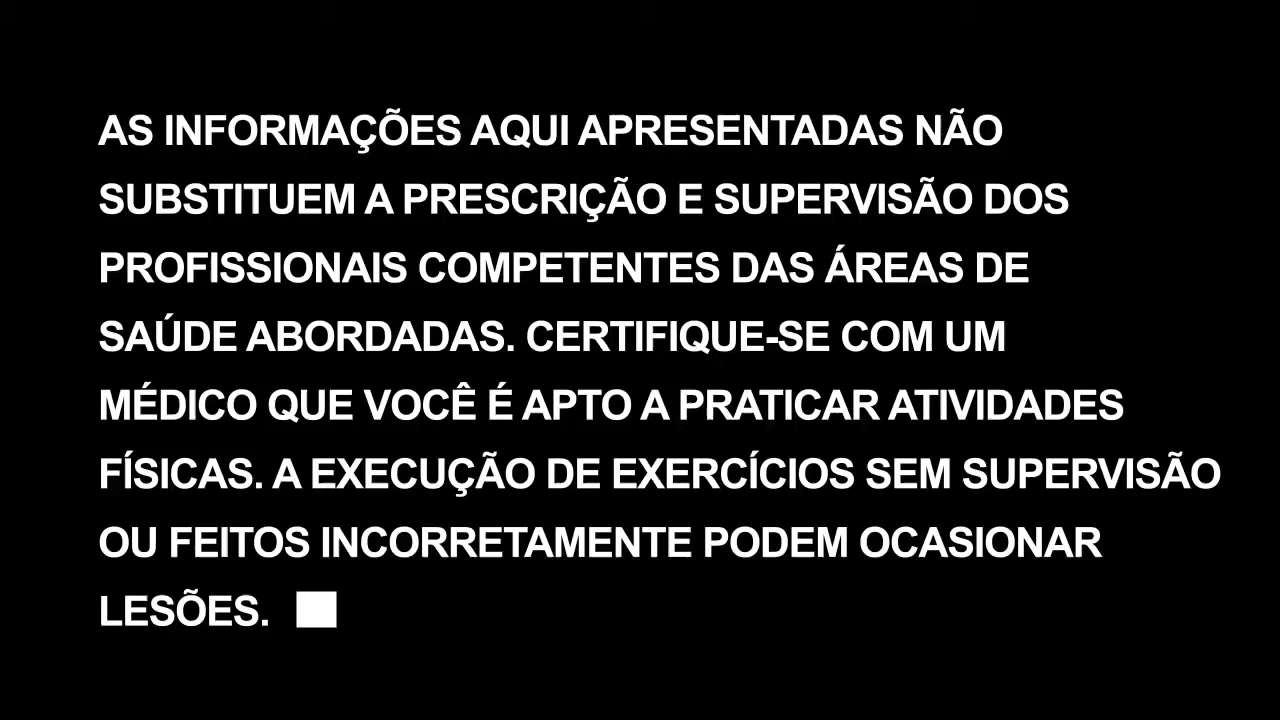 AS INFORMAÇÕES AQUI APRESENTADAS NÃO
SUBSTITUEM A PRESCRIÇÃO E SUPERVISÃO DOS
PROFISSIONAIS COMPETENTES DAS ÁREAS DE
SAÚDE ABORDADAS. CERTIFIQUE-SE COM UM
MÉDICO QUE VOCÊ É APTO A PRATICAR ATIVIDADES
FÍSICAS. A EXECUÇÃO DE EXERCÍCIOS SEM SUPERVISÃO
OU FEITOS INCORRETAMENTE PODEM OCASIONAR
LESÕES.